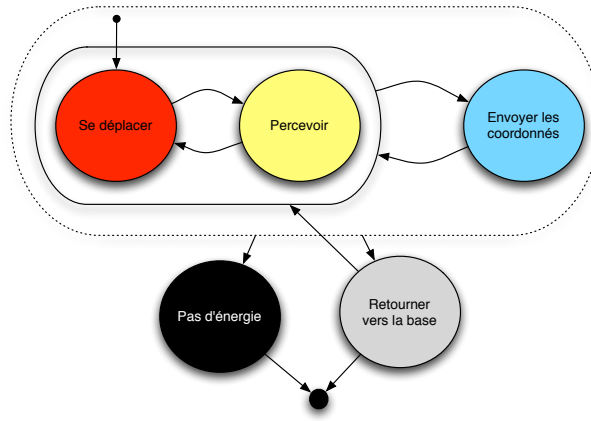 Se déplacer
Percevoir
Envoyer les
coordonnés
Pas d'énergie
Retourner
vers la base